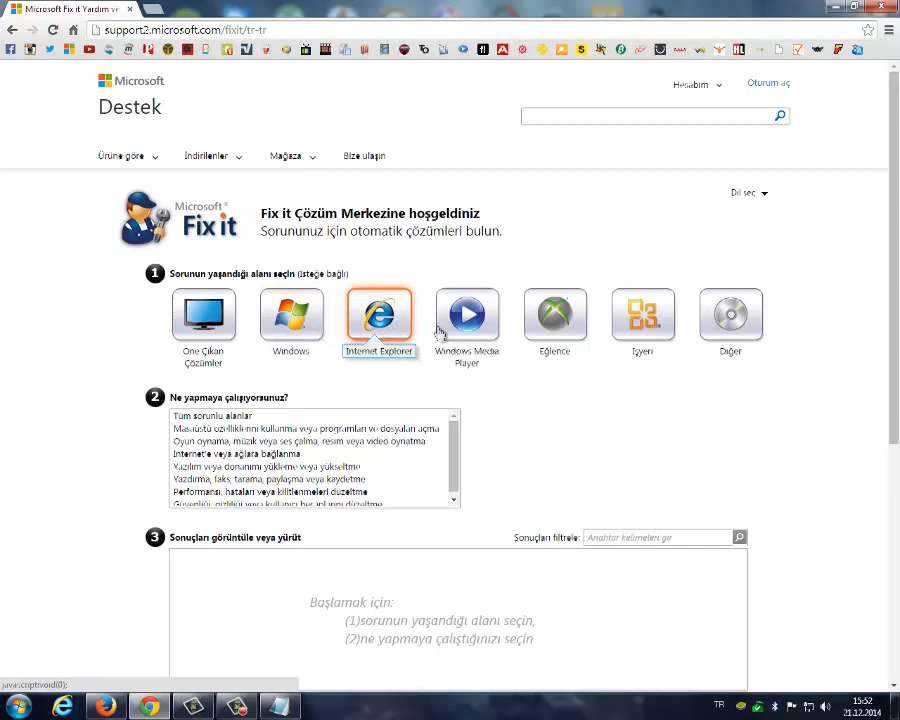 Microsoft Fix it Yardım ve
support2.microsoft.com/fixit/tr-tr
Microsoft
Destek
Hesabım
Oturum aç
Ürüne göre
İndirilenler
Mağaza
Bize ulaşın
Dil seç
Microsoft®
Fix it
Fix it Çözüm Merkezine hoşgeldiniz
Sorununuz için otomatik çözümleri bulun.
1 Sorunun yaşandığı alanı seçin (isteğe bağlı)
Öne Çıkan
Çözümler
Windows
Internet Explorer
Windows Media
Player
Eğlence
İşyeri
Diğer
2 Ne yapmaya çalışıyorsunuz?
Tüm sorunlu alanlar
Masaüstü özelliklerini kullanma veya programları ve dosyaları açma
Oyun oynama, müzik veya ses çalma, resim veya video oynatma
Internet'e veya ağlara bağlanma
Yazılım veya donanımı yükleme veya yükseltme
Yazdırma, faks, tarama, paylaşma veya kaydetme
Performansı, hataları veya kilitlenmeleri düzeltme
Güvenliği, gizliliği veya kullanıcı hesaplarını düzeltme
3 Sonuçları görüntüle veya yürüt
Sonuçları filtrele:
Anahtar kelimeleri gir
Başlamak için:
(1)sorunun yaşandığı alanı seçin,
(2)ne yapmaya çalıştığınızı seçin
javascript:void(0);
TR
15:52
21.12.2014